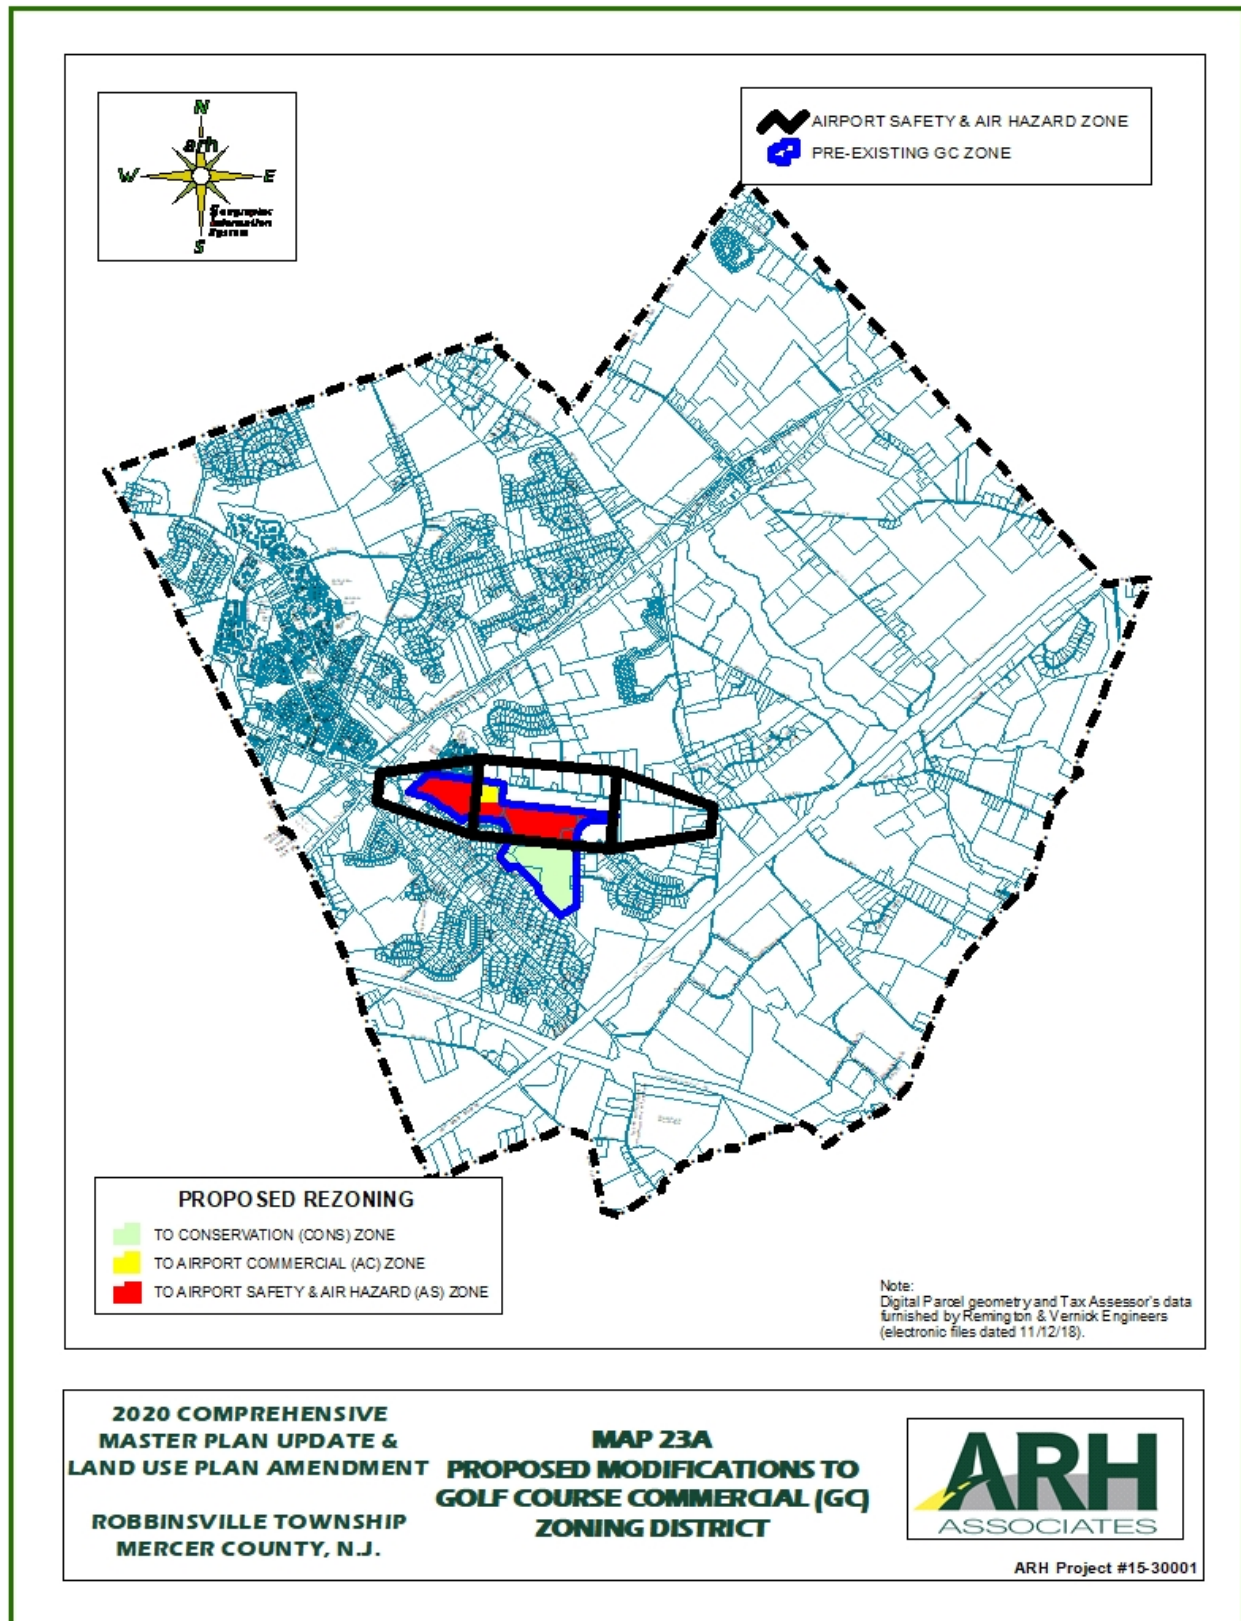 N
arh
W
E
Geographic
Information
System
S
AIRPORT SAFETY & AIR HAZARD ZONE
PRE-EXISTING GC ZONE
PROPOSED REZONING
TO CONSERVATION (CONS) ZONE
TO AIRPORT COMMERCIAL (AC) ZONE
TO AIRPORT SAFETY & AIR HAZARD (AS) ZONE
Note:
Digital Parcel geometry and Tax Assessor's data
furnished by Remington & Vernick Engineers
(electronic files dated 11/12/18).
2020 COMPREHENSIVE
MASTER PLAN UPDATE &
LAND USE PLAN AMENDMENT
ROBBINSVILLE TOWNSHIP
MERCER COUNTY, N.J.
MAP 23A
PROPOSED MODIFICATIONS TO
GOLF COURSE COMMERCIAL (GC)
ZONING DISTRICT
ARH
ASSOCIATES
ARH Project #15-30001